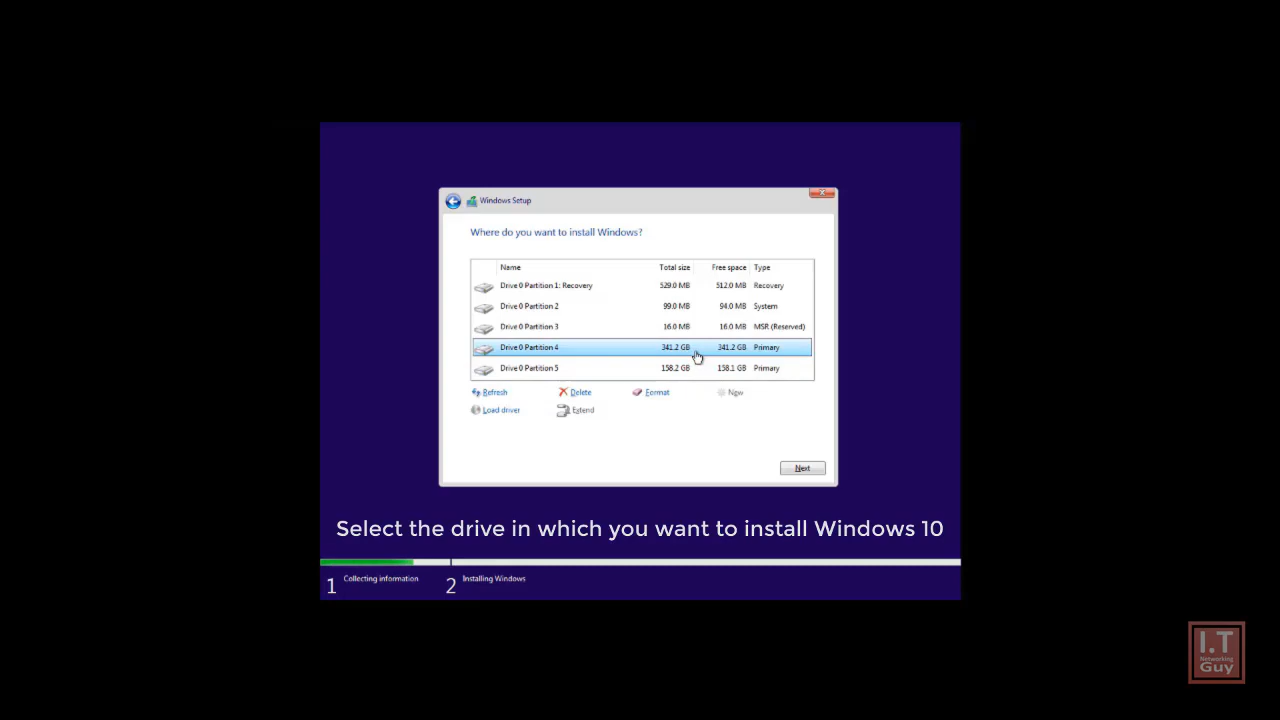 Windows Setup
Where do you want to install Windows?
Name Total size Free space Type
Drive 0 Partition 1: Recovery 529.0 MB 512.0 MB Recovery
Drive 0 Partition 2 99.0 MB 94.0 MB System
Drive 0 Partition 3 16.0 MB 16.0 MB MSR (Reserved)
Drive 0 Partition 4 341.2 GB 341.2 GB Primary
Drive 0 Partition 5 158.2 GB 158.1 GB Primary
Refresh Delete Format New
Load driver Extend
Next
Select the drive in which you want to install Windows 10
1 Collecting information 2 Installing Windows
I.T
Networking
Guy